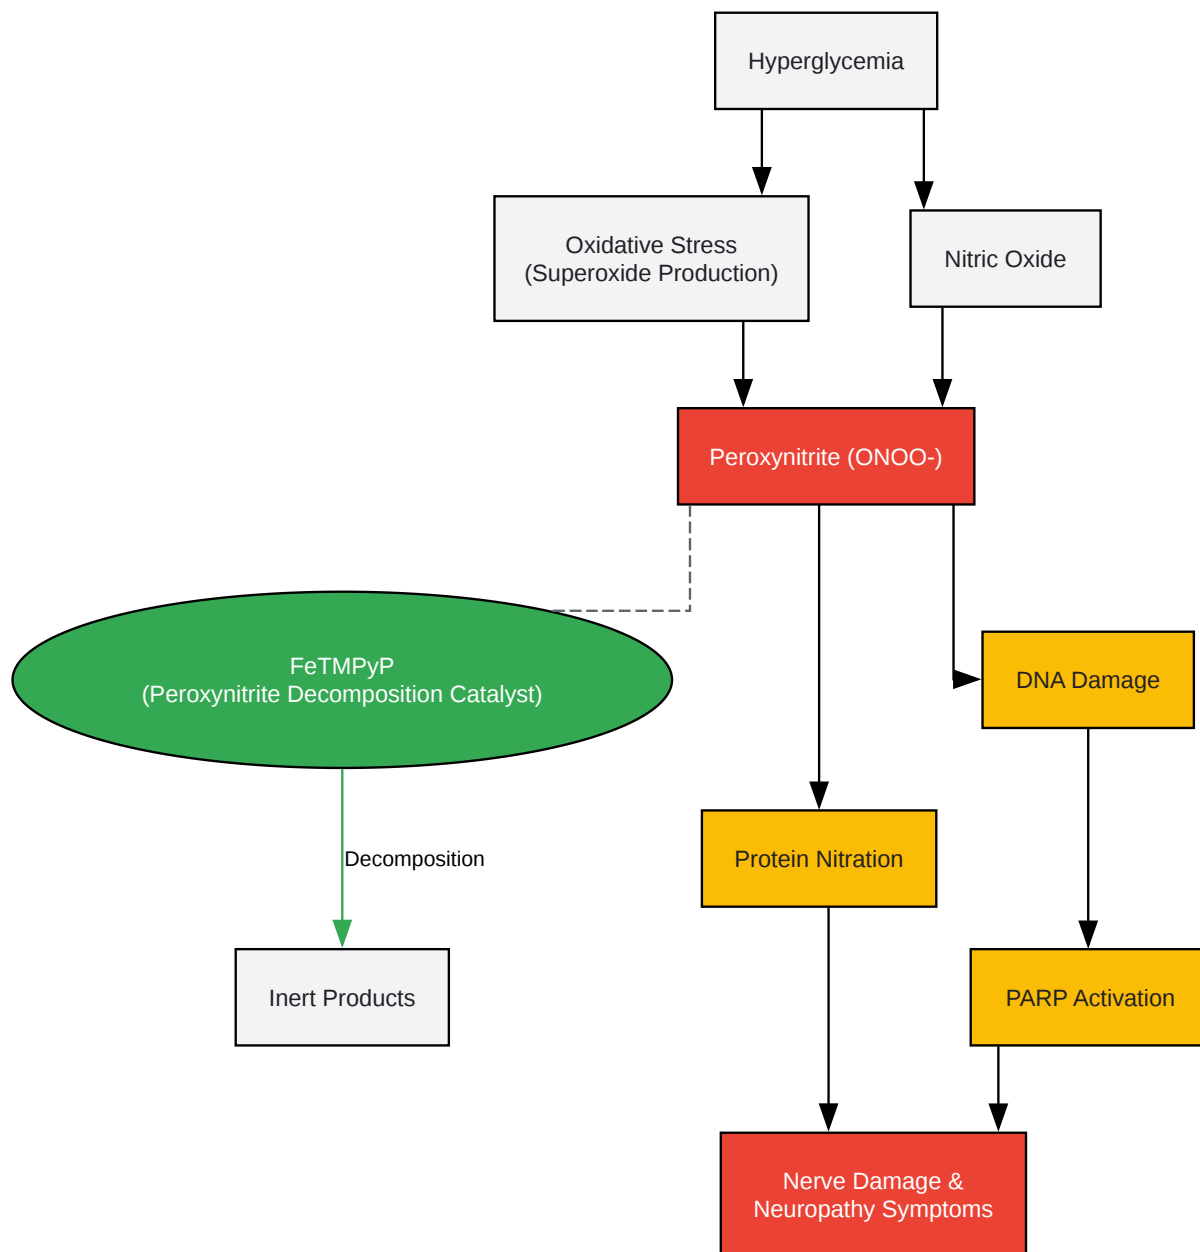 Hyperglycemia
Oxidative Stress
(Superoxide Production)
Nitric Oxide
Peroxynitrite (ONOO-)
FeTMPyP
(Peroxynitrite Decomposition Catalyst)
DNA Damage
Decomposition
Protein Nitration
Inert Products
PARP Activation
Nerve Damage &
Neuropathy Symptoms